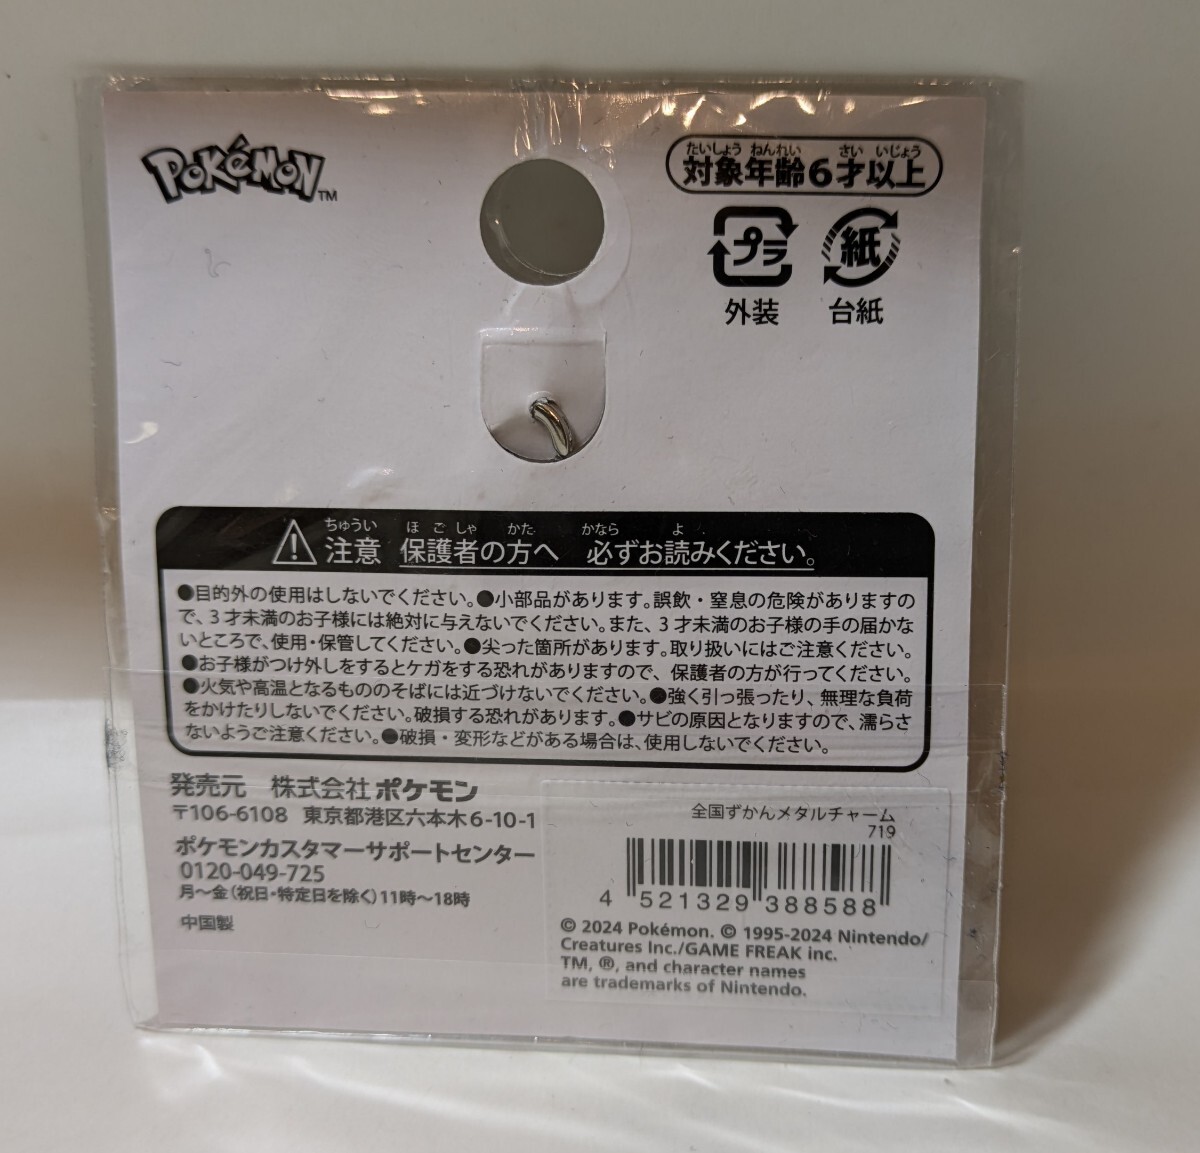 POKéMON™
たいしょう ねんれい さい いじょう
対象年齢6才以上
プラ 紙
外装 台紙
ちゅうい ほ ご しゃ かた かなら よ
注意 保護者の方へ 必ずお読みください。
●目的外の使用はしないでください。●小部品があります。誤飲・窒息の危険がありますの
で、3才未満のお子様には絶対に与えないでください。また、3才未満のお子様の手の届かな
いところで、使用・保管してください。●尖った箇所があります。取り扱いにはご注意ください。
●お子様がつけ外しをするとケガをする恐れがありますので、保護者の方が行ってください。
●火気や高温となるもののそばには近づけないでください。●強く引っ張ったり、無理な負荷
をかけたりしないでください。破損する恐れがあります。●サビの原因となりますので、濡らさ
ないようご注意ください。●破損・変形などがある場合は、使用しないでください。
発売元 株式会社ポケモン
〒106-6108 東京都港区六本木6-10-1
ポケモンカスタマーサポートセンター
0120-049-725
月〜金(祝日・特定日を除く)11時〜18時
中国製
全国ずかんメタルチャーム
719
4 521329 388588
© 2024 Pokémon. © 1995-2024 Nintendo/
Creatures Inc./GAME FREAK inc.
TM, ®, and character names
are trademarks of Nintendo.